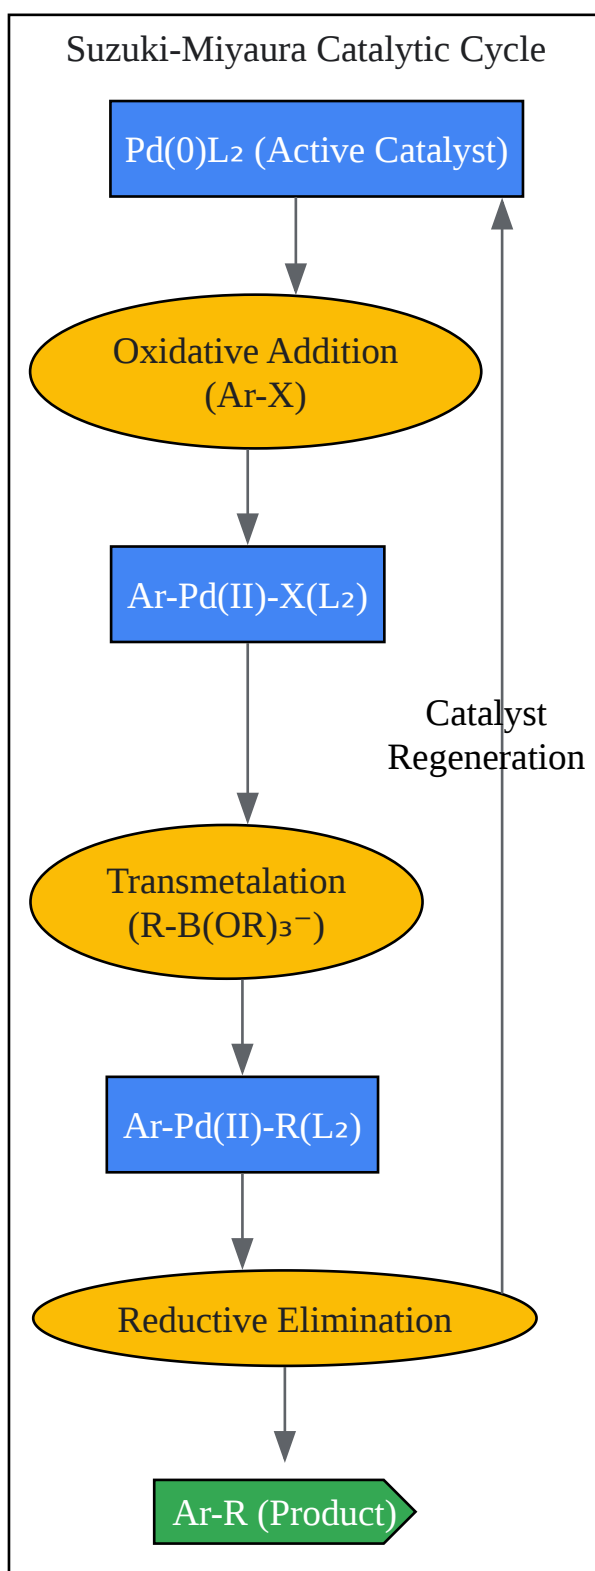 Suzuki-Miyaura Catalytic Cycle
Pd(0)L₂ (Active Catalyst)
Oxidative Addition
(Ar-X)
Ar-Pd(II)-X(L₂)
Catalyst
Regeneration
Transmetalation
(R-B(OR)₃⁻)
Ar-Pd(II)-R(L₂)
Reductive Elimination
Ar-R (Product)